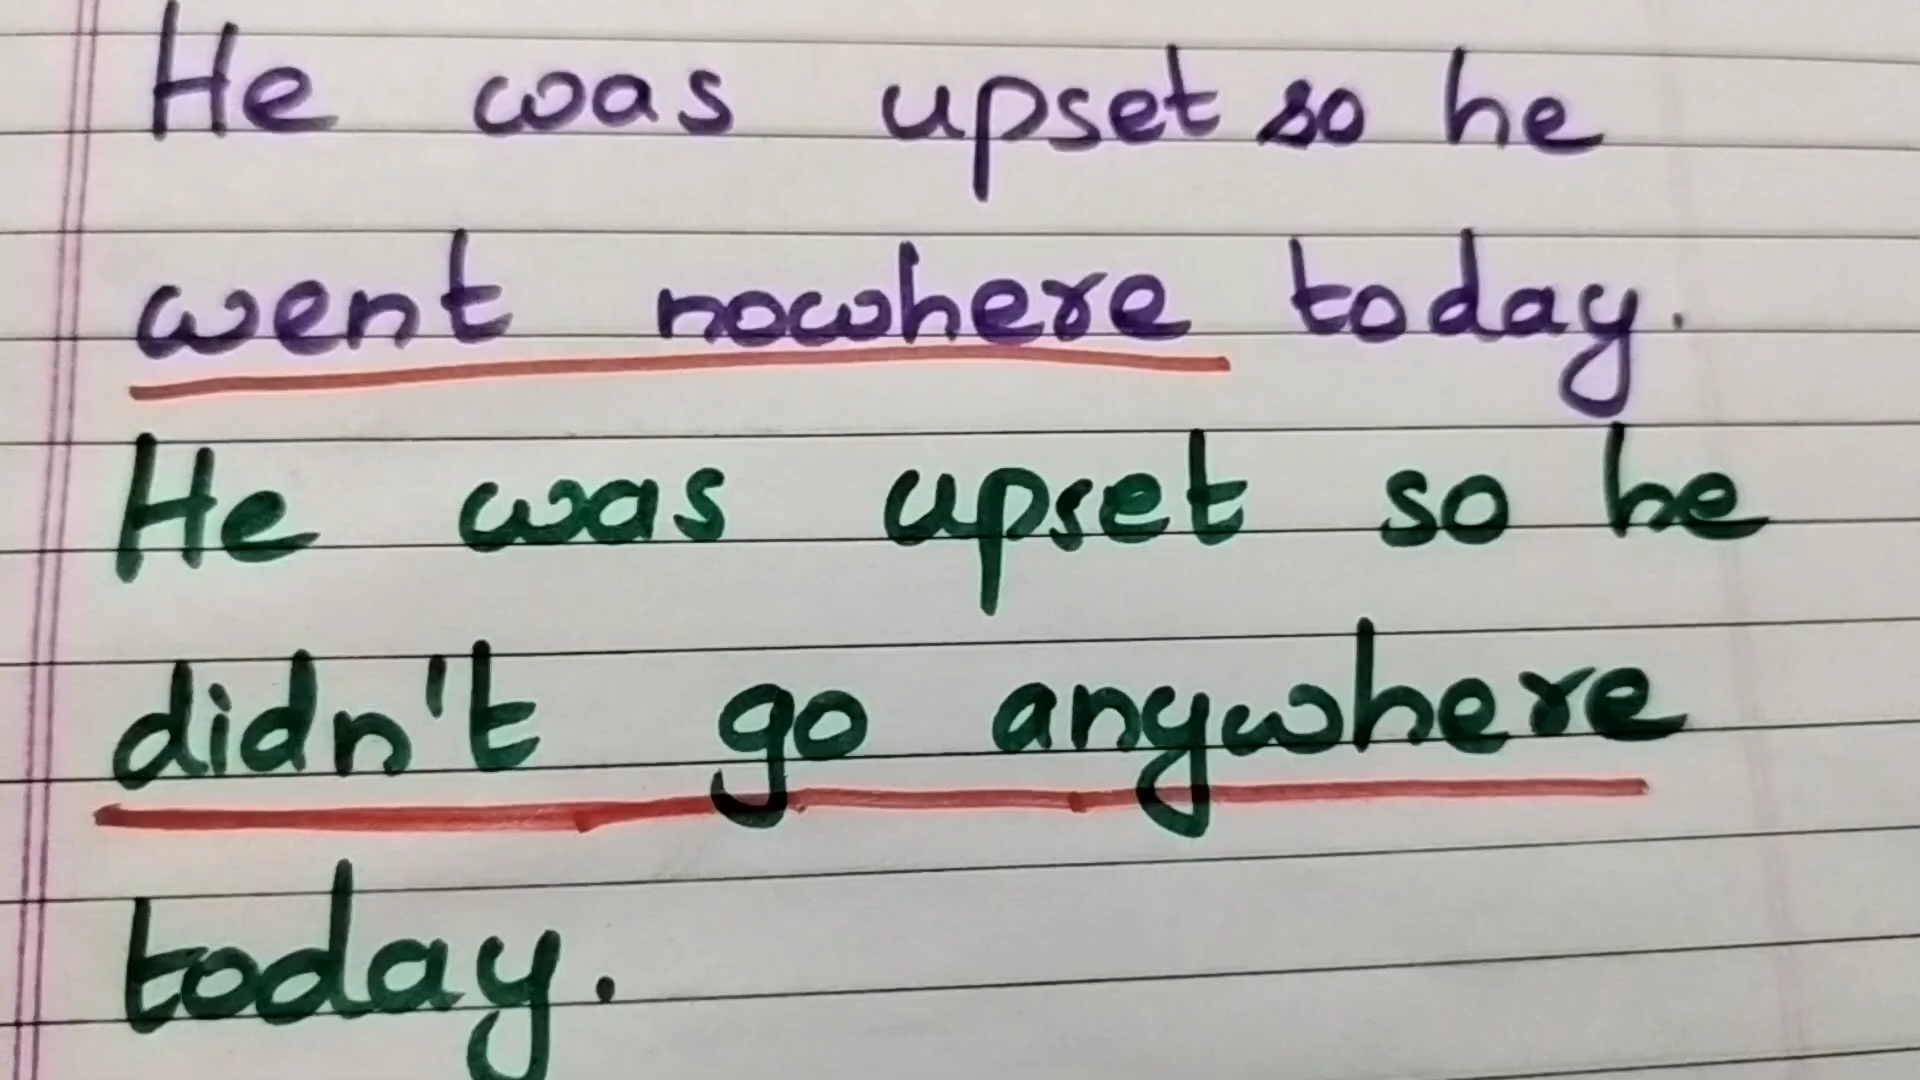 He was upset so he
went nowhere today.
He was upset so he
didn't go anywhere
today.